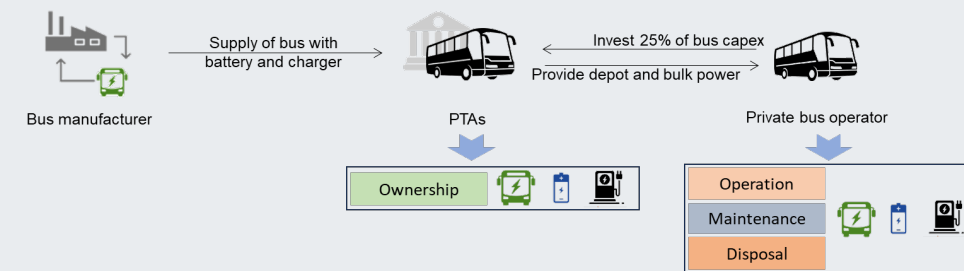 Supply of bus with
battery and charger
Invest 25% of bus capex
Provide depot and bulk power
Bus manufacturer
PTAs
Private bus operator
Ownership
Operation
Maintenance
Disposal